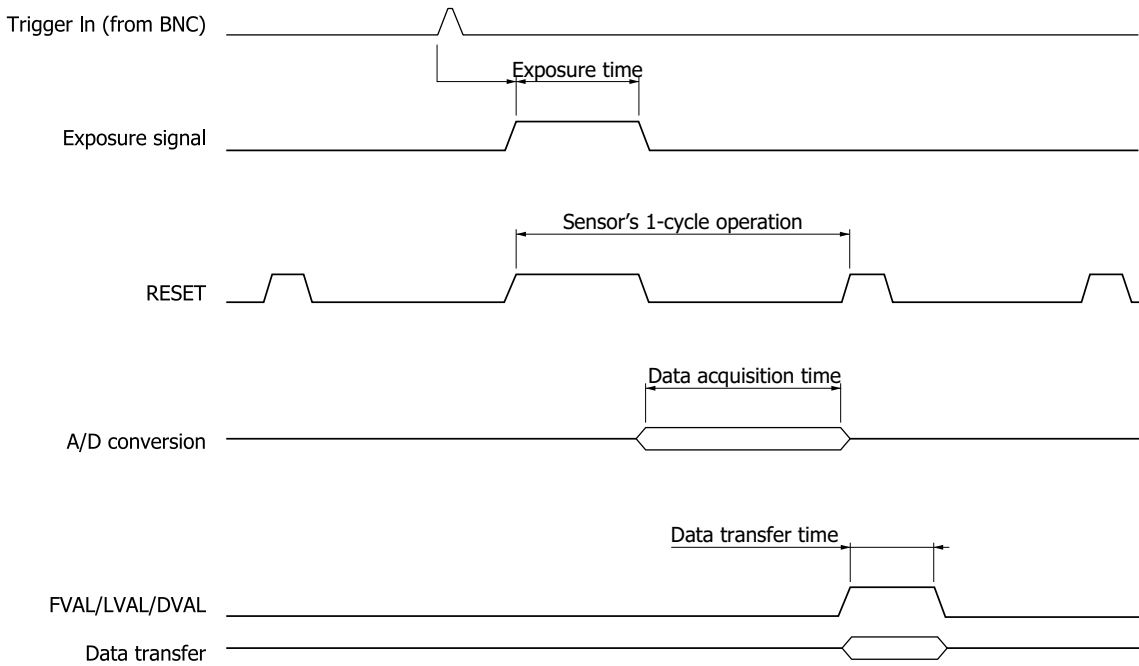 Trigger In (from BNC)
Exposure time
Exposure signal
Sensor's 1-cycle operation
RESET
Data acquisition time
A/D conversion
Data transfer time
FVAL/LVAL/DVAL
Data transfer